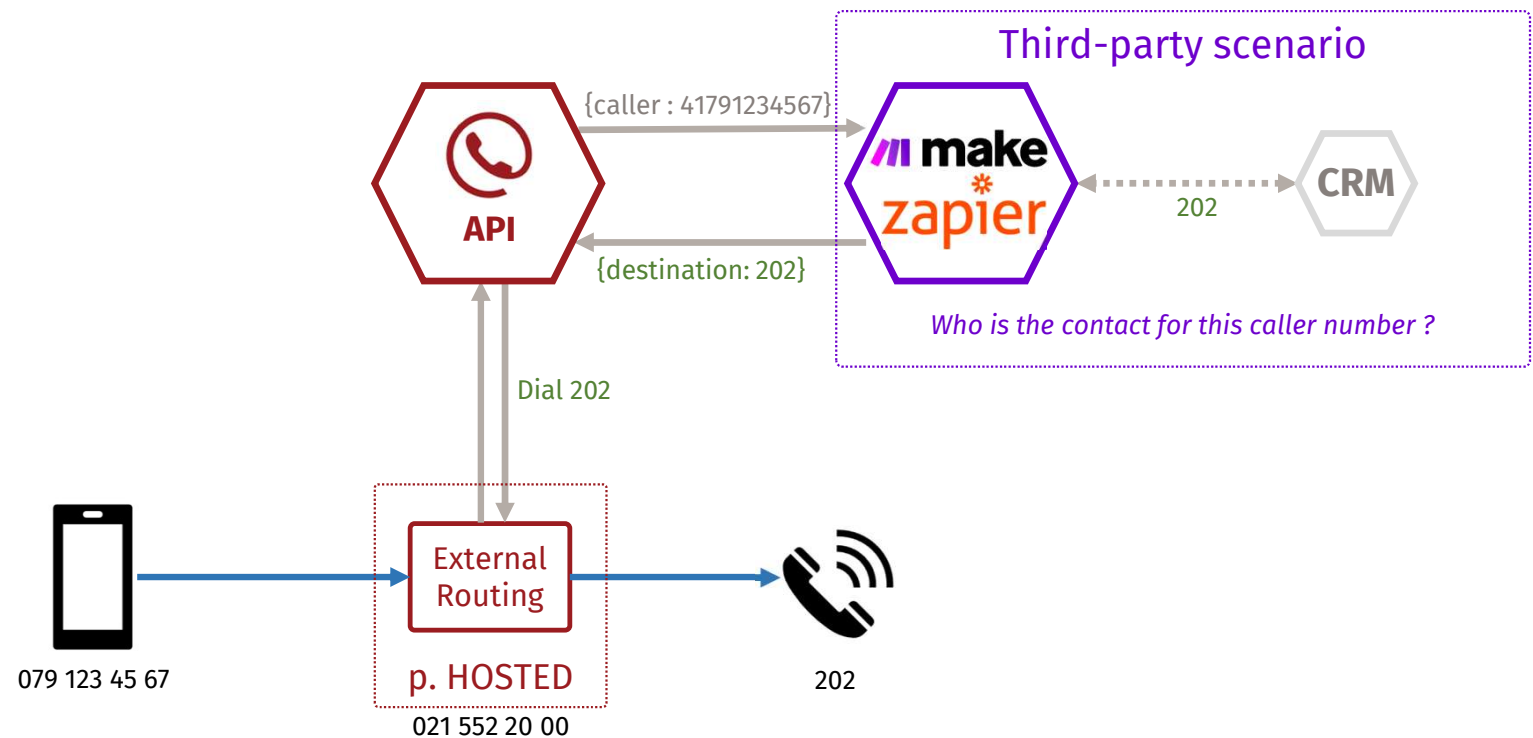 Third-party scenario
{caller : 41791234567}
make
zapier
API
CRM
202
{destination: 202}
Who is the contact for this caller number ?
Dial 202
External
Routing
p. HOSTED
079 123 45 67
202
021 552 20 00